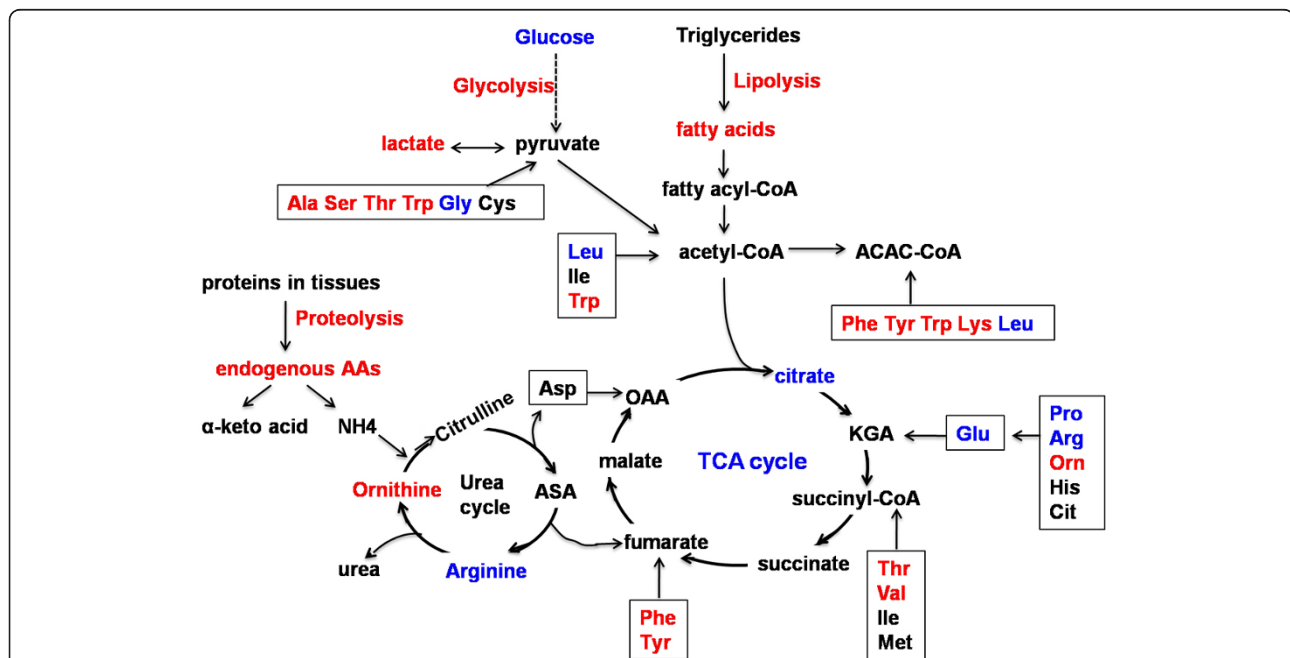 Glucose
Triglycerides
Glycolysis
Lipolysis
lactate
pyruvate
fatty acids
Ala Ser Thr Trp Gly Cys
fatty acyl-CoA
Leu
Ile
Trp
acetyl-CoA
ACAC-CoA
proteins in tissues
Proteolysis
Phe Tyr Trp Lys Leu
endogenous AAs
α-keto acid
NH4
Citrulline
Asp
OAA
citrate
KGA
Glu
Pro
Arg
Orn
His
Cit
malate
TCA cycle
Ornithine
Urea
cycle
ASA
succinyl-CoA
fumarate
succinate
urea
Arginine
Phe
Tyr
Thr
Val
Ile
Met